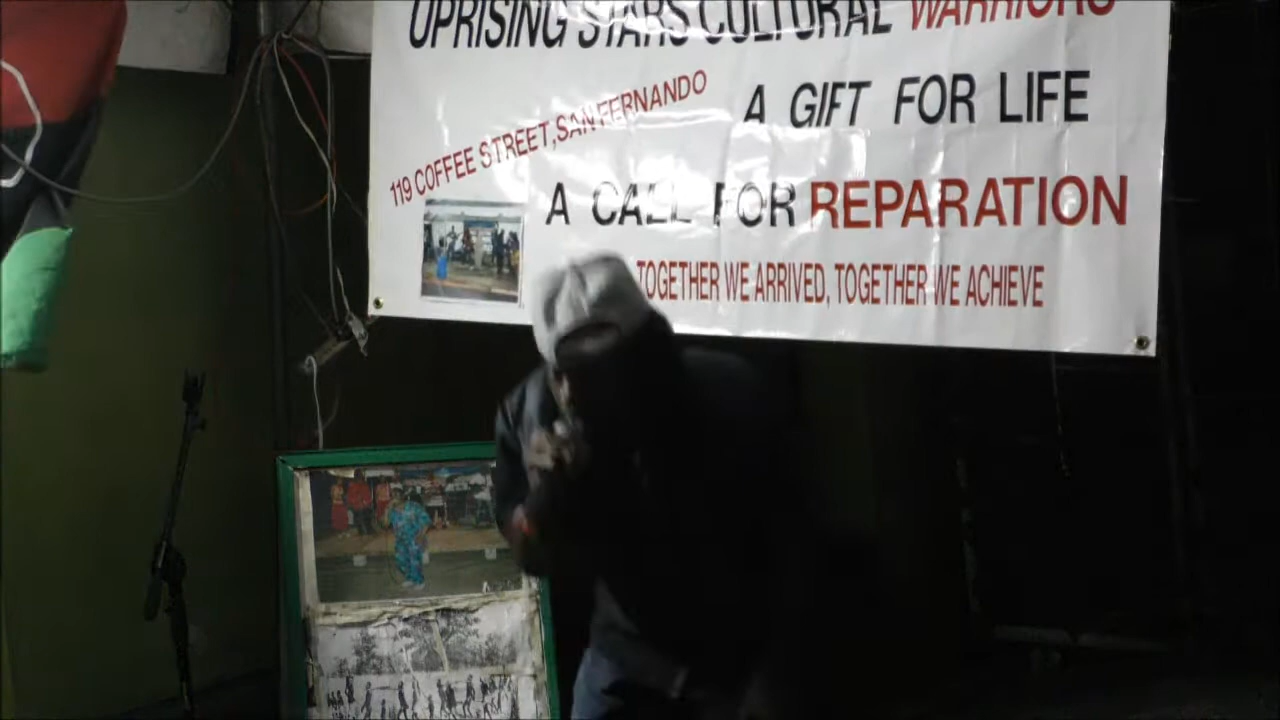 UPRISING STARS CULTURAL WARRIORS
119 COFFEE STREET, SAN FERNANDO
A GIFT FOR LIFE
A CALL FOR REPARATION
TOGETHER WE ARRIVED, TOGETHER WE ACHIEVE